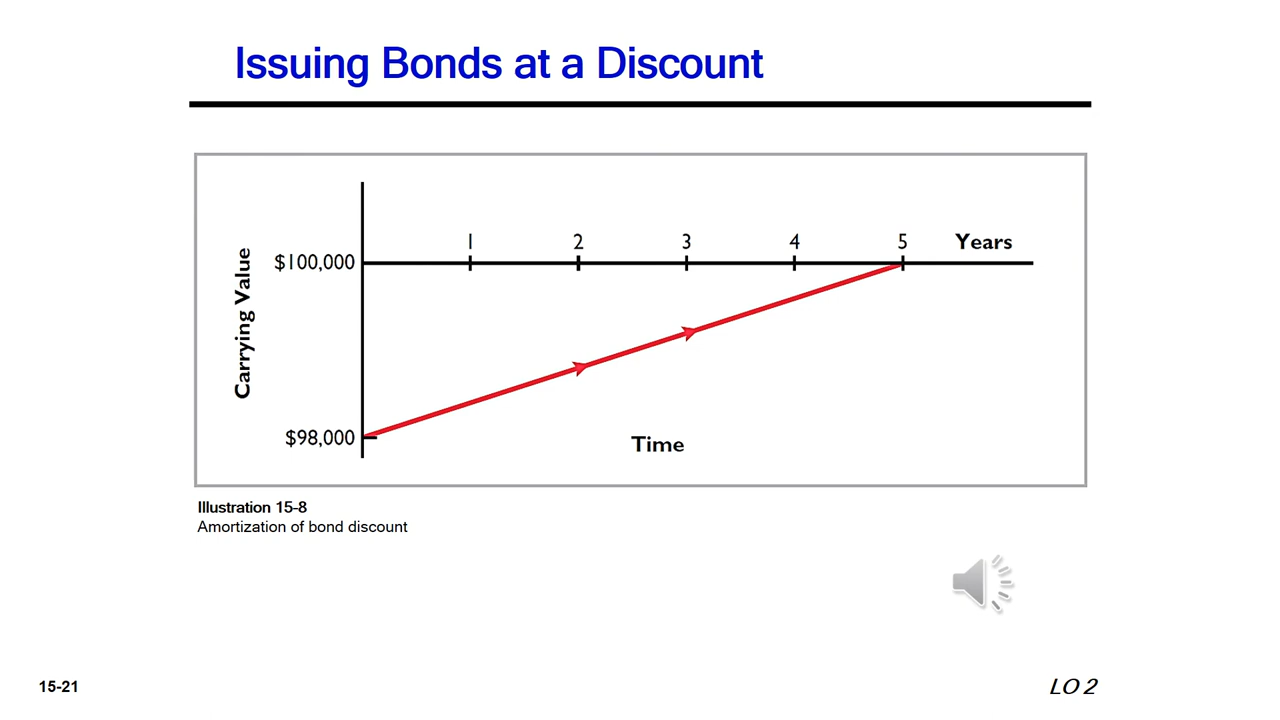 Issuing Bonds at a Discount
1 2 3 4 5 Years
$100,000
Carrying Value
$98,000
Time
Illustration 15-8
Amortization of bond discount
15-21
LO 2